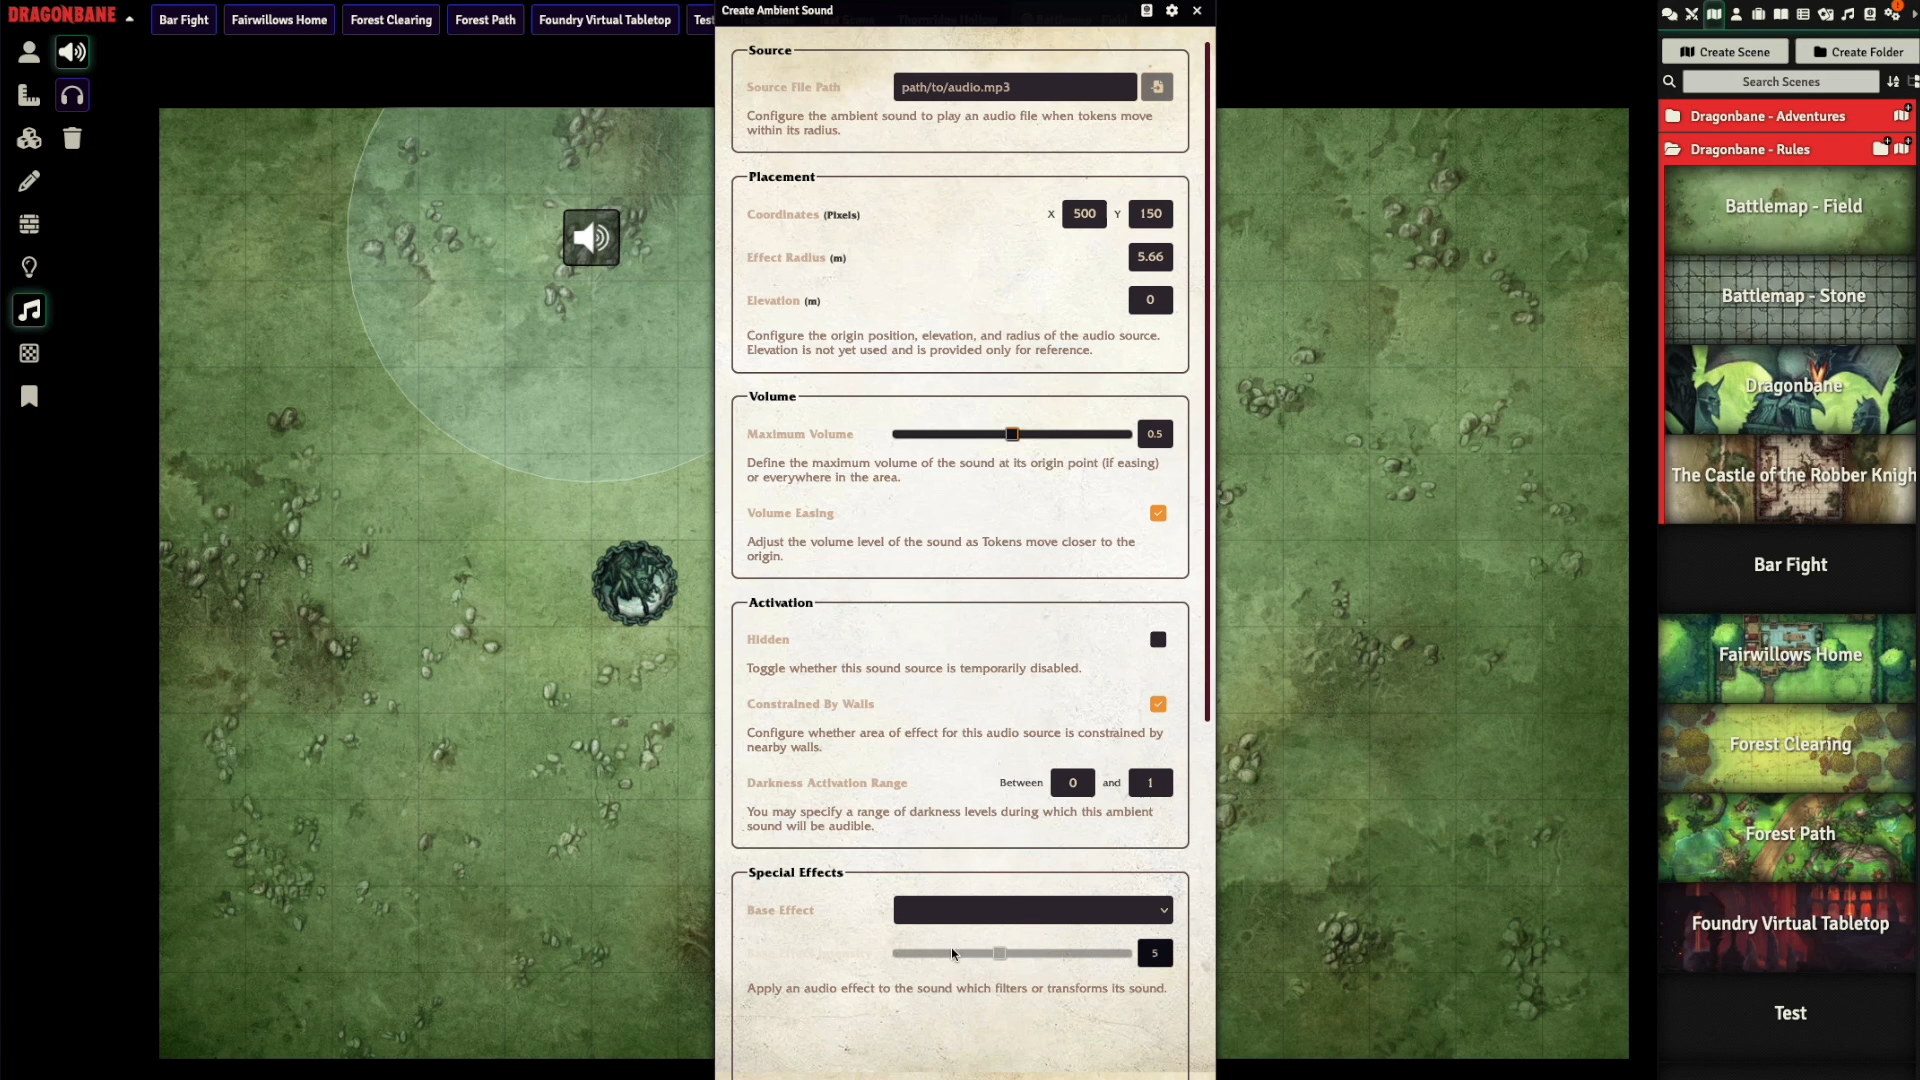 DRAGONBANE
Bar Fight
Fairwillows Home
Forest Clearing
Forest Path
Foundry Virtual Tabletop
Create Ambient Sound
Source
Source File Path
path/to/audio.mp3
Configure the ambient sound to play an audio file when tokens move
within its radius.
Placement
Coordinates (Pixels)
X 500 Y 150
Effect Radius (m)
5.66
Elevation (m)
0
Configure the origin position, elevation, and radius of the audio source.
Elevation is not yet used and is provided only for reference.
Volume
Maximum Volume
0.5
Define the maximum volume of the sound at its origin point (if easing)
or everywhere in the area.
Volume Easing
Adjust the volume level of the sound as Tokens move closer to the
origin.
Activation
Hidden
Toggle whether this sound source is temporarily disabled.
Constrained By Walls
Configure whether area of effect for this audio source is constrained by
nearby walls.
Darkness Activation Range
Between 0 and 1
You may specify a range of darkness levels during which this ambient
sound will be audible.
Special Effects
Base Effect
5
Apply an audio effect to the sound which filters or transforms its sound.
Create Scene
Create Folder
Search Scenes
Dragonbane - Adventures
Dragonbane - Rules
Battlemap - Field
Battlemap - Stone
Dragonbane
The Castle of the Robber Knigh
Bar Fight
Fairwillows Home
Forest Clearing
Forest Path
Foundry Virtual Tabletop
Test